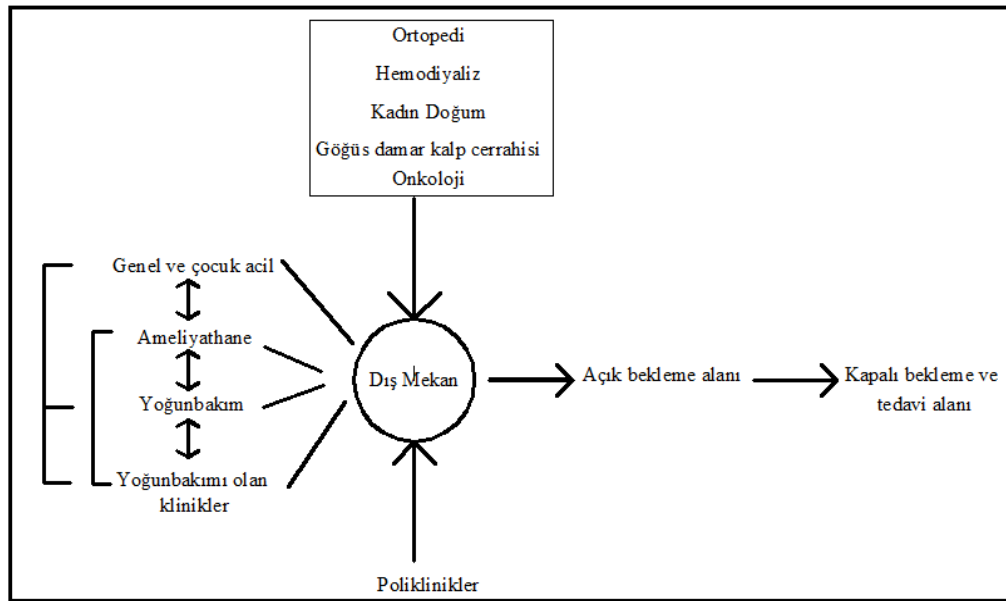 Ortopedi
Hemodiyaliz
Kadın Doğum
Göğüs damar kalp cerrahisi
Onkoloji
Genel ve çocuk acil
Ameliyathane
Yoğunbakım
Yoğunbakımı olan
klinikler
Dış Mekan
Açık bekleme alanı
Kapalı bekleme ve
tedavi alanı
Poliklinikler